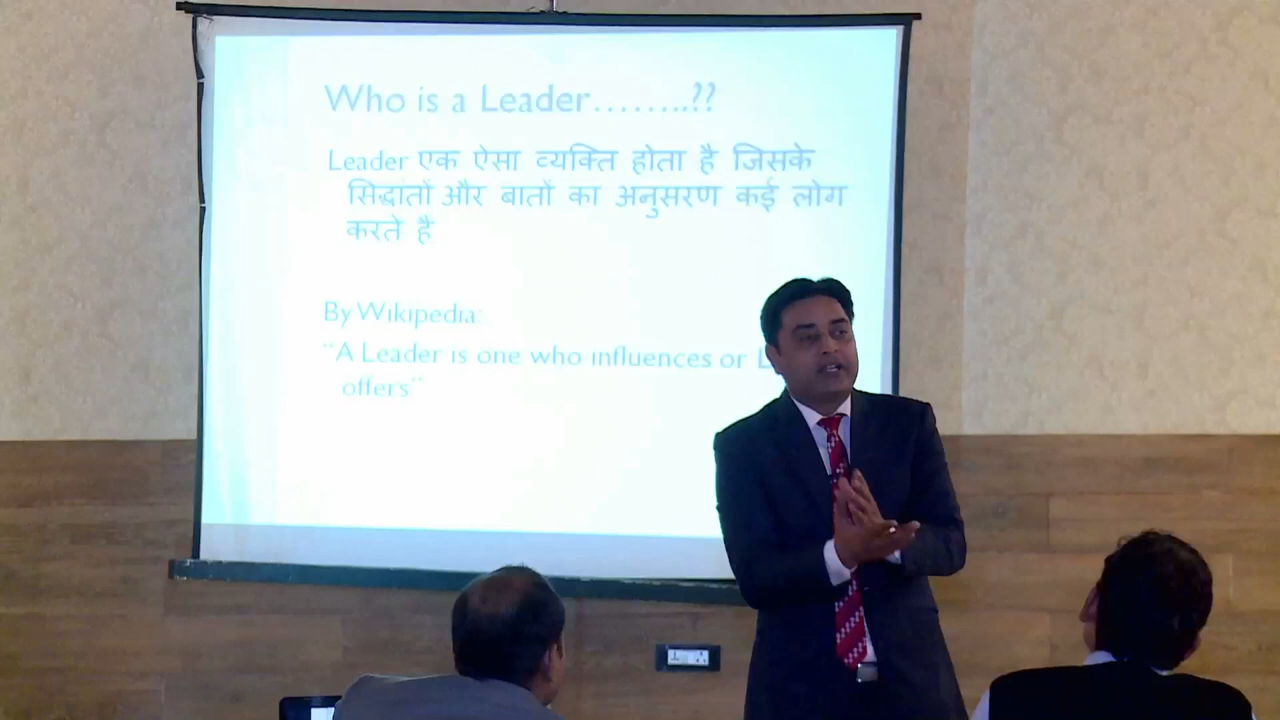 Who is a Leader……..??
Leader एक ऐसा व्यक्ति होता है जिसके
सिद्धातों और बातों का अनुसरण कई लोग
करते है
By Wikipedia:
“A Leader is one who influences or
offers”